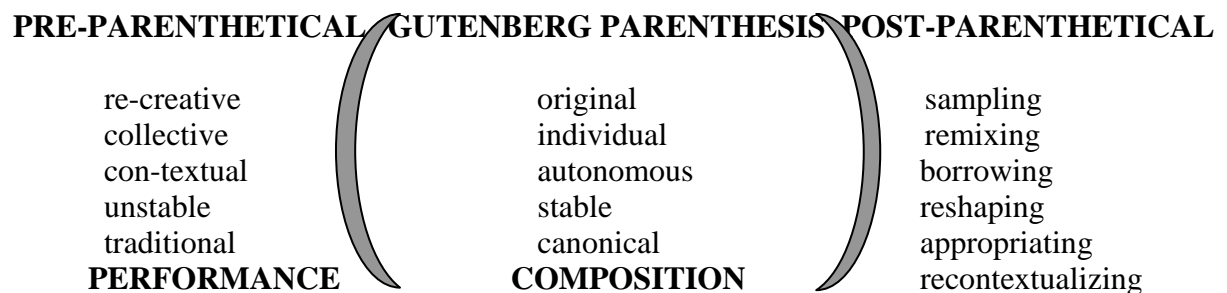 PRE-PARENTHETICAL GUTENBERG PARENTHESIS POST-PARENTHETICAL
re-creative original sampling
collective individual remixing
con-textual autonomous borrowing
unstable stable reshaping
traditional canonical appropriating
PERFORMANCE COMPOSITION recontextualizing